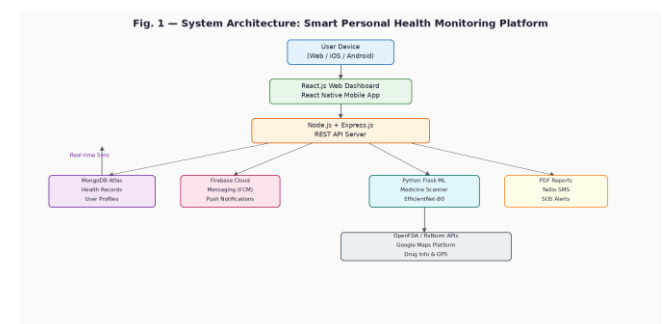 Fig. 1 — System Architecture: Smart Personal Health Monitoring Platform
User Device
(Web / iOS / Android)
React.js Web Dashboard
React Native Mobile App
Node.js + Express.js
REST API Server
Real-time Sync
MongoDB Atlas
Health Records
User Profiles
Firebase Cloud
Messaging (FCM)
Push Notifications
Python Flask ML
Medicine Scanner
EfficientNet-B0
PDF Reports
Twilio SMS
SOS Alerts
OpenFDA / RxNorm APIs
Google Maps Platform
Drug Info & GPS